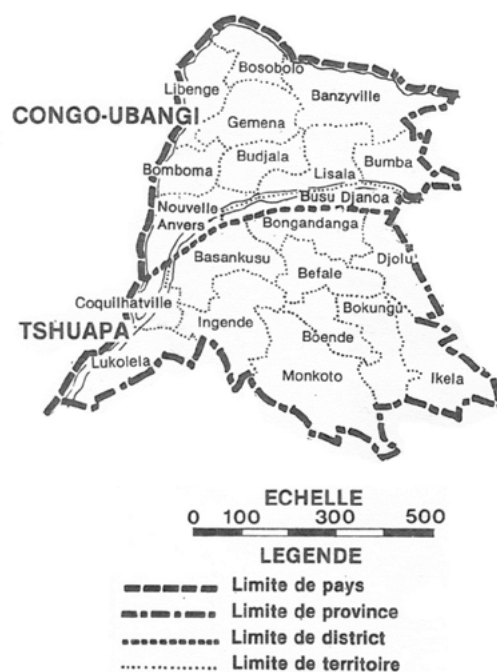 Bosobolo
Libenge
Banzyville
CONGO-UBANGI
Gemena
Budjala
Bumba
Bomboma
Lisala
Busu Djanoa
Nouvelle
Anvers
Bongandanga
Basankusu
Djolu
Befale
Coquilhatville
Bokungu
Ingende
TSHUAPA
Boende
Lukolela
Monkoto
Ikela
ECHELLE
0 100 300 500
LEGENDE
Limite de pays
Limite de province
Limite de district
Limite de territoire